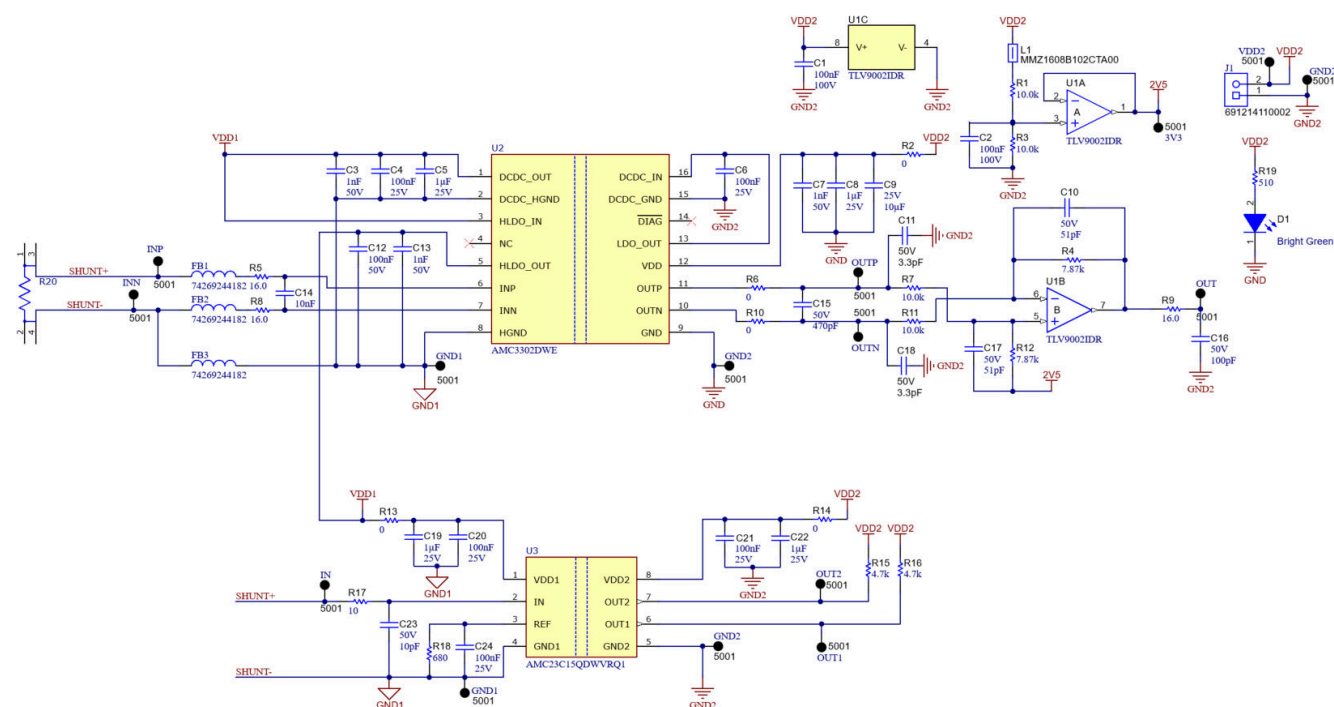 VDD2
U1C
8
V+
V-
4
TLV9002IDR
C1
100nF
100V
GND2
GND2
VDD2
L1
MMZ1608B102CTA00
R1
10.0k
U1A
2
A
3
1
TLV9002IDR
2V5
5001
3V3
C2
100nF
100V
R3
10.0k
GND2
VDD2
5001
VDD2
GND2
5001
J1
2
1
691214110002
GND2
VDD2
R19
510
2
D1
1
Bright Green
GND
VDD1
C3
1nF
50V
C4
100nF
25V
C5
1µF
25V
U2
1 DCDC_OUT DCDC_IN 16
2 DCDC_HGND DCDC_GND 15
3 HLDO_IN DIAG 14
4 NC LDO_OUT 13
5 HLDO_OUT VDD 12
6 INP OUTP 11
7 INN OUTN 10
8 HGND GND 9
AMC3302DWE
C6
100nF
25V
GND2
R2
0
VDD2
C7
1nF
50V
C8
1µF
25V
C9
25V
10µF
GND
C12
100nF
50V
C13
1nF
50V
1
3
R20
2
4
SHUNT+
SHUNT-
INP
5001
INN
5001
FB1
74269244182
R5
16.0
FB2
74269244182
R8
16.0
C14
10nF
FB3
74269244182
GND1
5001
GND1
GND2
5001
GND
R6
0
R10
0
C15
50V
470pF
OUTP
5001
5001
OUTN
C11
50V
3.3pF
GND2
R7
10.0k
R11
10.0k
C18
50V
3.3pF
GND2
C10
50V
51pF
R4
7.87k
U1B
6
B
5
7
TLV9002IDR
C17
50V
51pF
R12
7.87k
2V5
R9
16.0
OUT
5001
C16
50V
100pF
GND2
VDD1
R13
0
C19
1µF
25V
C20
100nF
25V
GND1
U3
1 VDD1 VDD2 8
2 IN OUT2 7
3 REF OUT1 6
4 GND1 GND2 5
AMC23C15QDWVRQ1
IN
5001
SHUNT+
R17
10
C23
50V
10pF
R18
680
C24
100nF
25V
SHUNT-
GND1
GND1
5001
C21
100nF
25V
C22
1µF
25V
GND2
R14
0
VDD2
VDD2
VDD2
R15
4.7k
R16
4.7k
OUT2
5001
5001
OUT1
GND2
5001
GND2